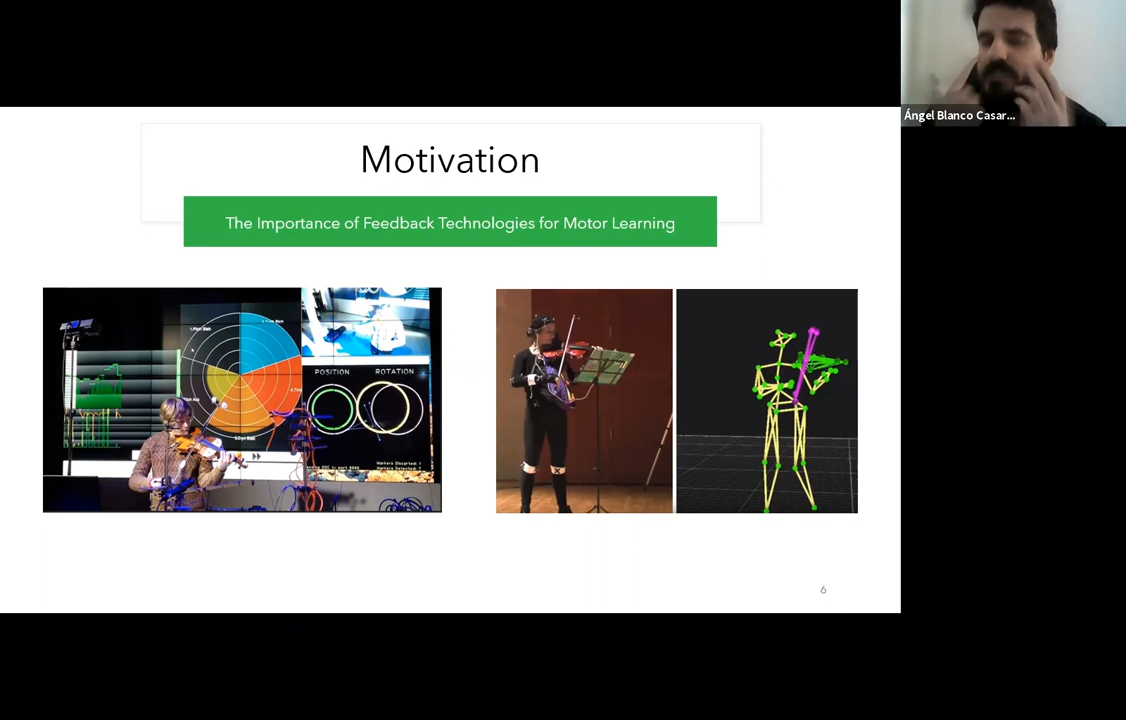 Ángel Blanco Casar...
Motivation
The Importance of Feedback Technologies for Motor Learning
POSITION
ROTATION
6